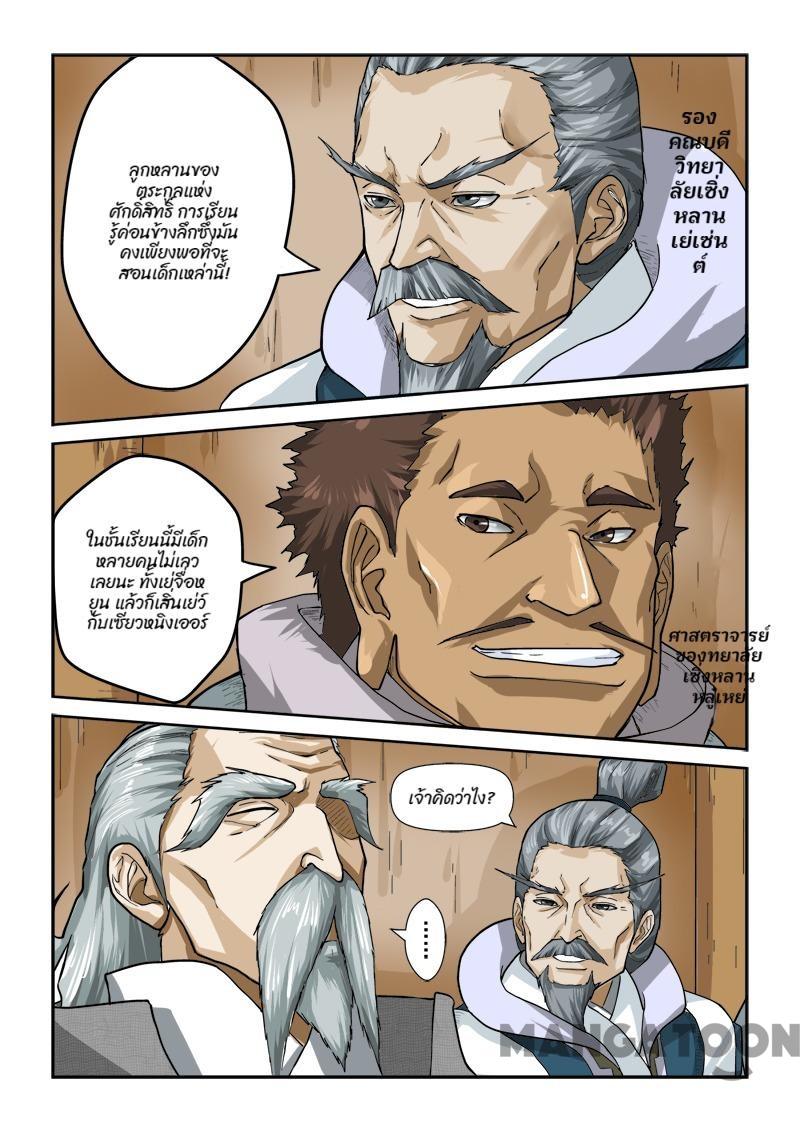 ลูกหลานของ
ตระกูลแห่ง
ศักดิ์สิทธิ์ การเรียน
รู้ค่อนข้างลึกซึ้งมัน
คงเพียงพอที่จะ
สอนเด็กเหล่านี้!
รอง
คณบดี
วิทยา
ลัยเซิ่ง
หลาน
เย่เซ่น
ต์
ในชั้นเรียนนี้มีเด็ก
หลายคนไม่เลว
เลยนะ ทั้งเย่จื่อห
ยุน แล้วก็เสิ่นเย่ว์
กับเซียวหนิงเออร์
ศาสตราจารย์
ของทยาลัย
เซิ่งหลาน
หลู่เหย่
เจ้าคิดว่าไง?
......
MANGATOON